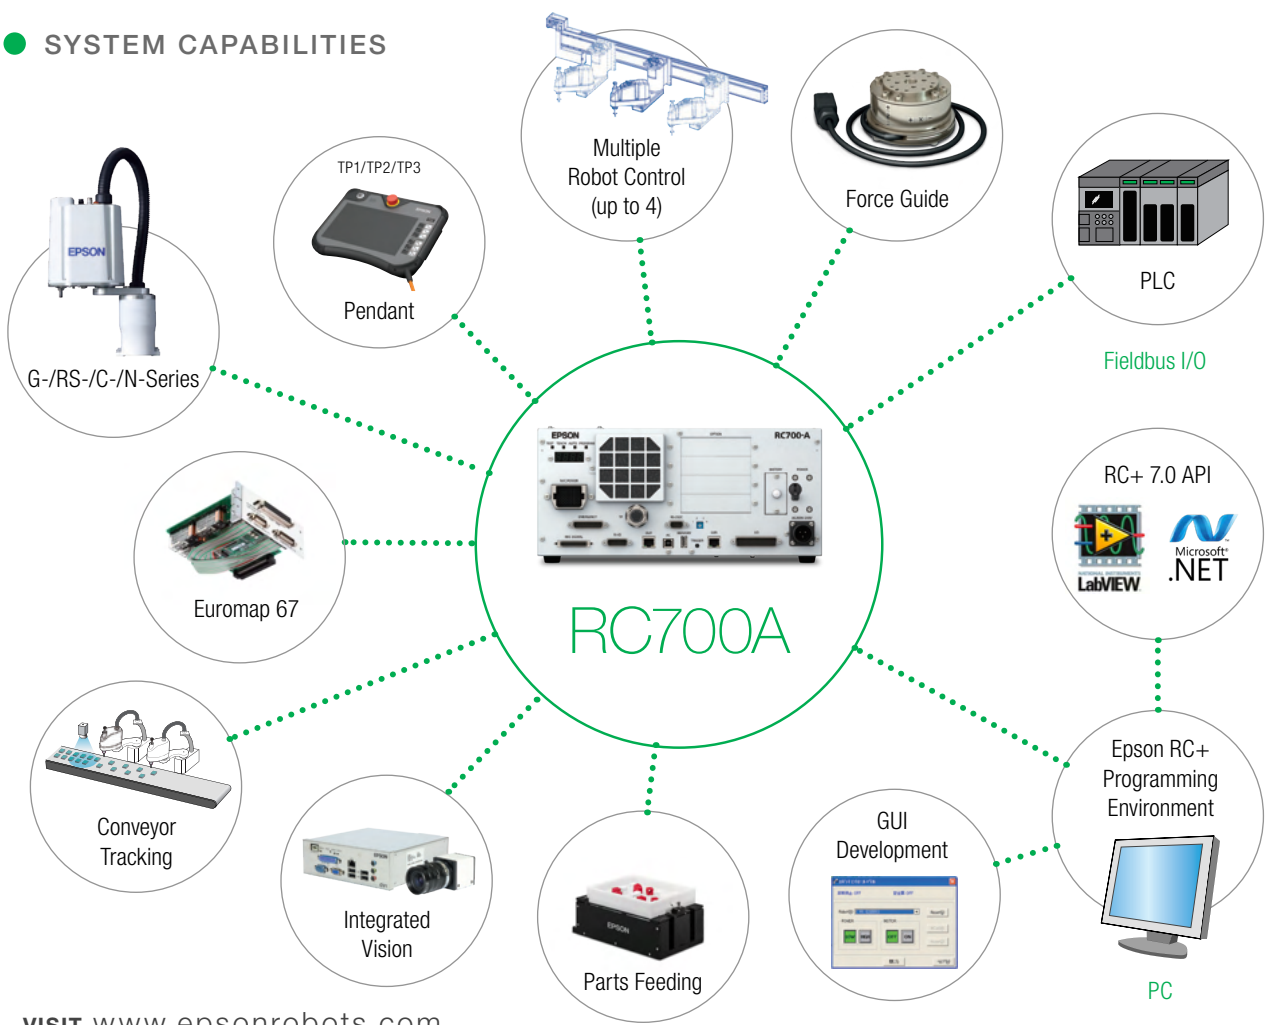 SYSTEM CAPABILITIES
Multiple
Robot Control
(up to 4)
Force Guide
TP1/TP2/TP3
Pendant
PLC
Fieldbus I/O
EPSON
G-/RS-/C-/N-Series
EPSON
RC700-A
RC700A
RC+ 7.0 API
NATIONAL INSTRUMENTS
LabVIEW
Microsoft®
.NET
Euromap 67
Conveyor
Tracking
Integrated
Vision
EPSON
Parts Feeding
GUI
Development
Epson RC+
Programming
Environment
PC
VISIT www.epsonrobots.com